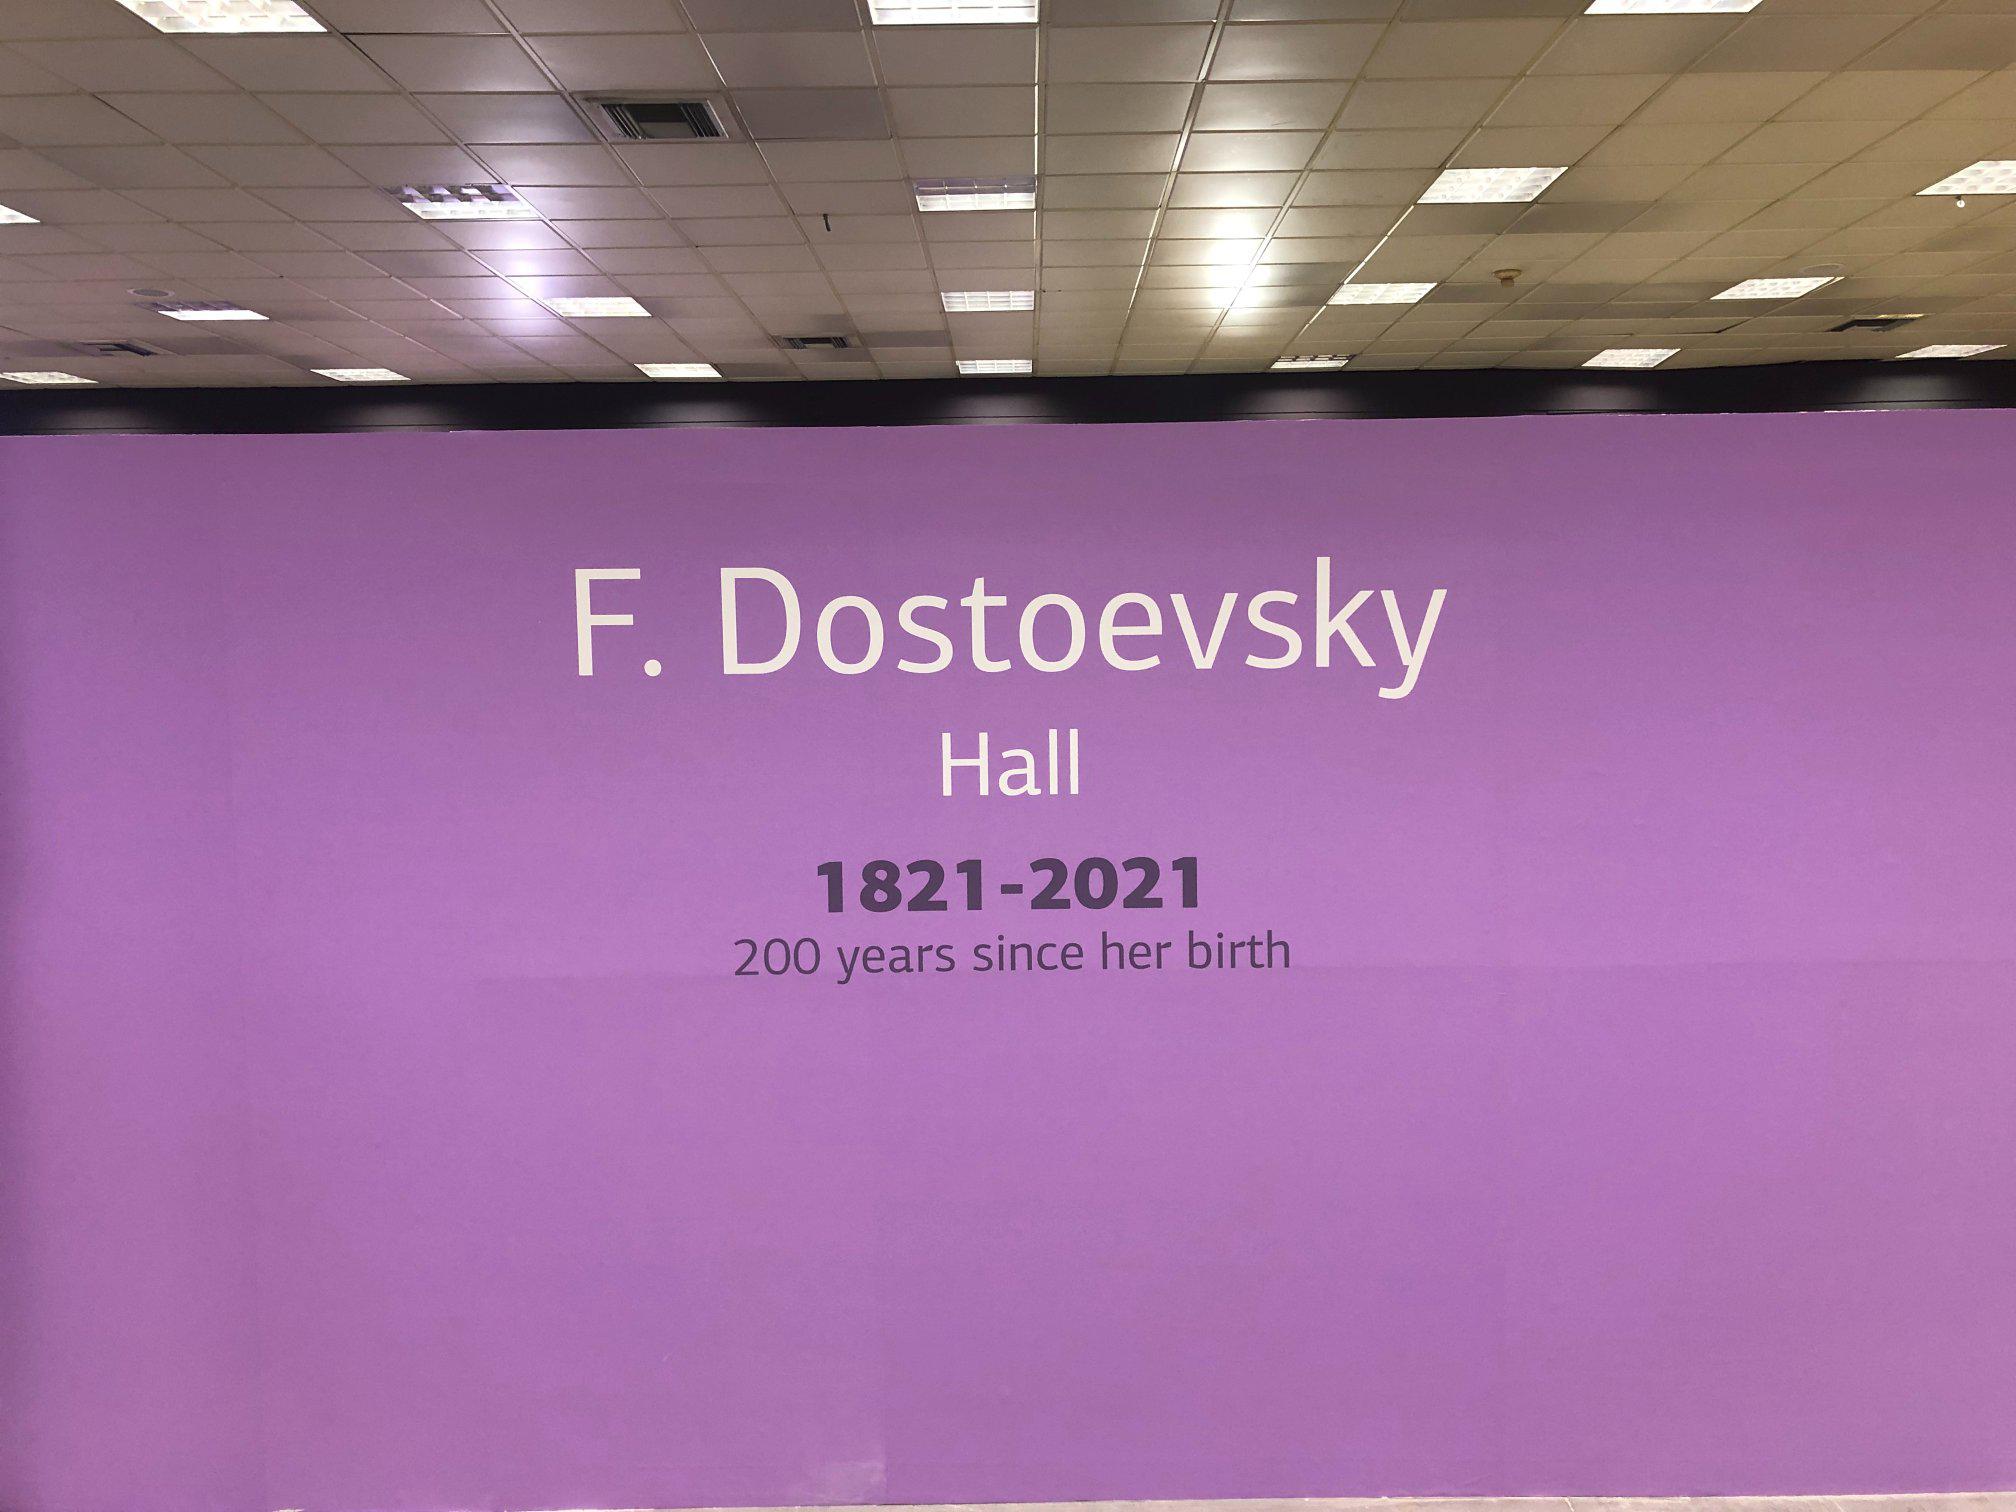 F. Dostoevsky
Hall
1821-2021
200 years since her birth